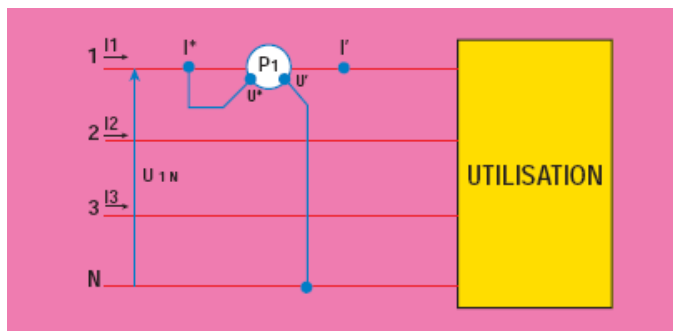 1 I1 I* P1 I'
U* U'
2 I2
U 1 N
UTILISATION
3 I3
N